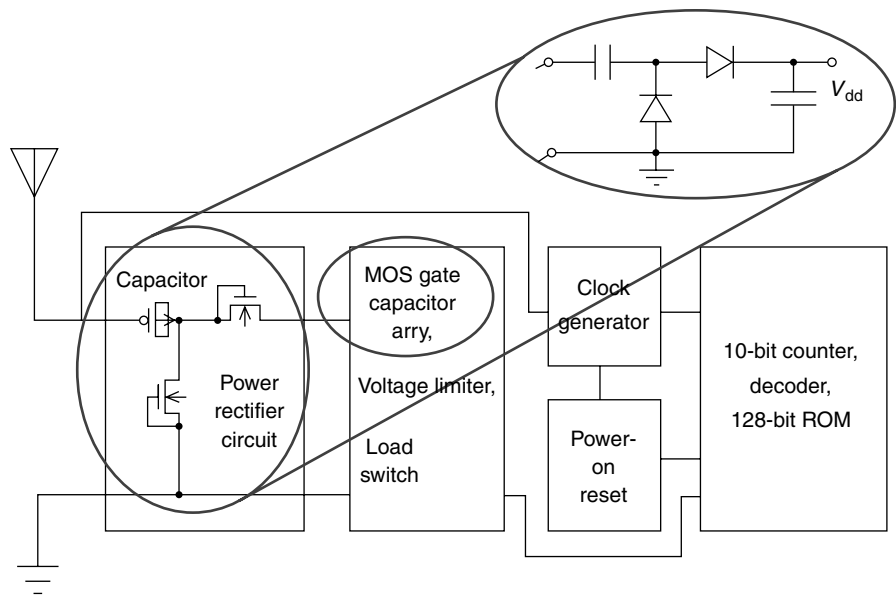 V_dd
Capacitor
Power
rectifier
circuit
MOS gate
capacitor
arry,
Voltage limiter,
Load
switch
Clock
generator
Power-
on
reset
10-bit counter,
decoder,
128-bit ROM